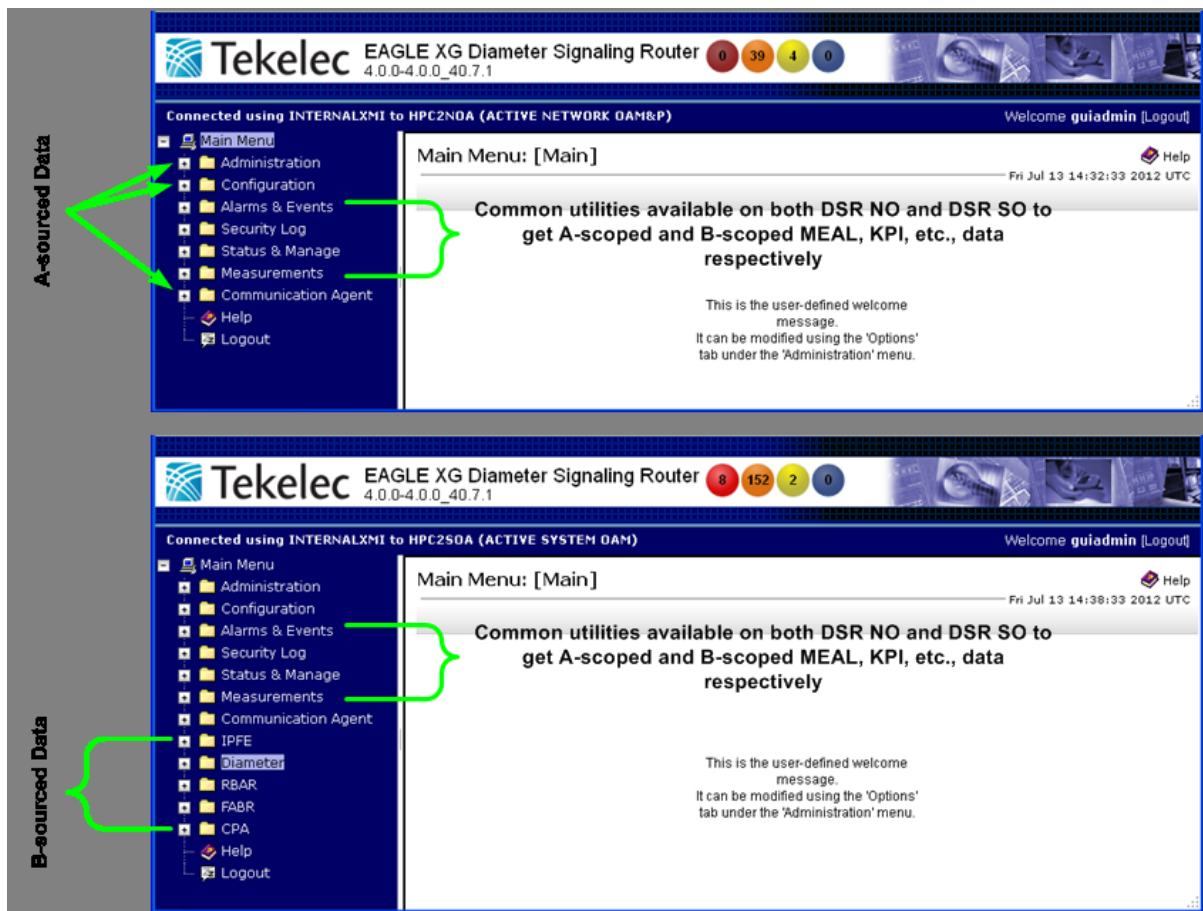 Tekelec
EAGLE XG Diameter Signaling Router
4.0.0-4.0.0_40.7.1
0 39 4 0
Connected using INTERNALXMI to HPC2NOA (ACTIVE NETWORK OAM&P)
Welcome guiadmin [Logout]
A-sourced Data
Main Menu
Administration
Configuration
Alarms & Events
Security Log
Status & Manage
Measurements
Communication Agent
Help
Logout
Main Menu: [Main]
Help
Fri Jul 13 14:32:33 2012 UTC
Common utilities available on both DSR NO and DSR SO to
get A-scoped and B-scoped MEAL, KPI, etc., data
respectively
This is the user-defined welcome
message.
It can be modified using the 'Options'
tab under the 'Administration' menu.
Tekelec
EAGLE XG Diameter Signaling Router
4.0.0-4.0.0_40.7.1
8 152 2 0
Connected using INTERNALXMI to HPC2SOA (ACTIVE SYSTEM OAM)
Welcome guiadmin [Logout]
B-sourced Data
Main Menu
Administration
Configuration
Alarms & Events
Security Log
Status & Manage
Measurements
Communication Agent
IPFE
Diameter
RBAR
FABR
CPA
Help
Logout
Main Menu: [Main]
Help
Fri Jul 13 14:38:33 2012 UTC
Common utilities available on both DSR NO and DSR SO to
get A-scoped and B-scoped MEAL, KPI, etc., data
respectively
This is the user-defined welcome
message.
It can be modified using the 'Options'
tab under the 'Administration' menu.